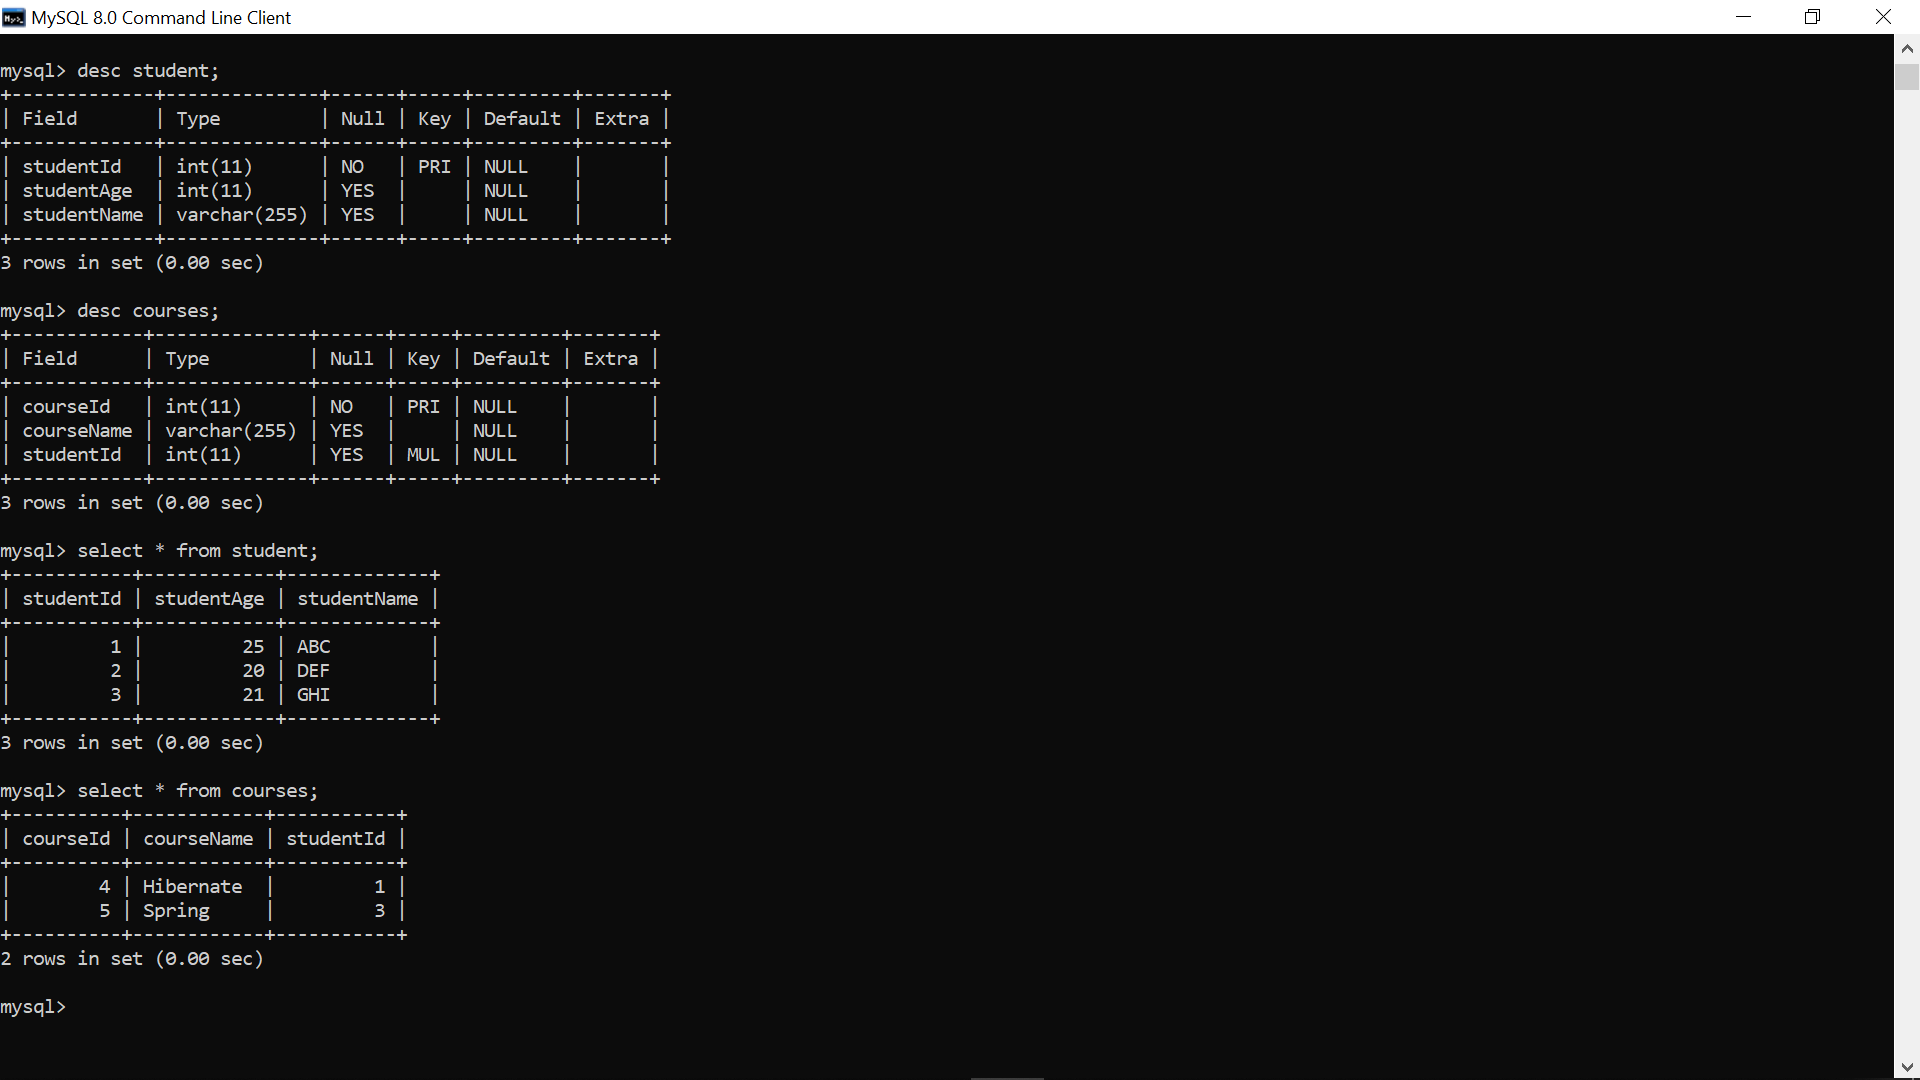 MySQL 8.0 Command Line Client
mysql> desc student;
+-------------+--------------+------+-----+---------+-------+
| Field       | Type         | Null | Key | Default | Extra |
+-------------+--------------+------+-----+---------+-------+
| studentId   | int(11)      | NO   | PRI | NULL    |       |
| studentAge  | int(11)      | YES  |     | NULL    |       |
| studentName | varchar(255) | YES  |     | NULL    |       |
+-------------+--------------+------+-----+---------+-------+
3 rows in set (0.00 sec)
mysql> desc courses;
+------------+--------------+------+-----+---------+-------+
| Field      | Type         | Null | Key | Default | Extra |
+------------+--------------+------+-----+---------+-------+
| courseId   | int(11)      | NO   | PRI | NULL    |       |
| courseName | varchar(255) | YES  |     | NULL    |       |
| studentId  | int(11)      | YES  | MUL | NULL    |       |
+------------+--------------+------+-----+---------+-------+
3 rows in set (0.00 sec)
mysql> select * from student;
+-----------+------------+-------------+
| studentId | studentAge | studentName |
+-----------+------------+-------------+
|         1 |         25 | ABC         |
|         2 |         20 | DEF         |
|         3 |         21 | GHI         |
+-----------+------------+-------------+
3 rows in set (0.00 sec)
mysql> select * from courses;
+----------+------------+-----------+
| courseId | courseName | studentId |
+----------+------------+-----------+
|        4 | Hibernate  |         1 |
|        5 | Spring     |         3 |
+----------+------------+-----------+
2 rows in set (0.00 sec)
mysql>